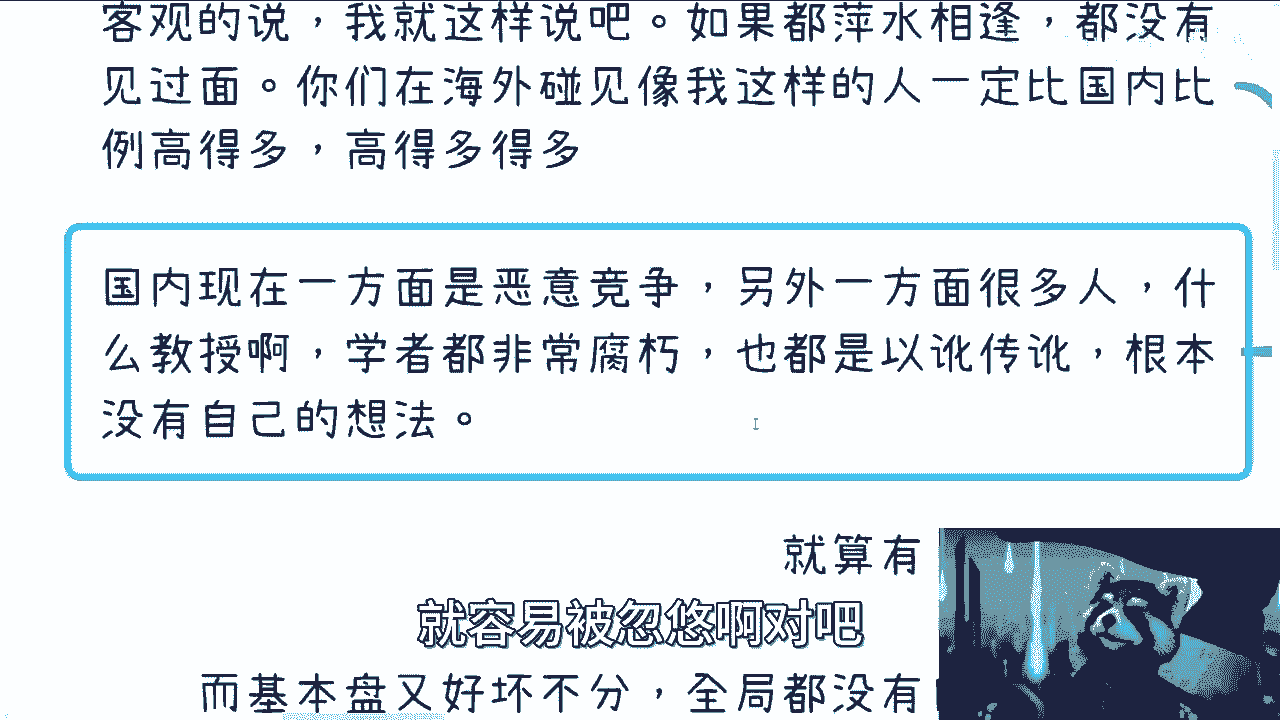 客观的说，我就这样说吧。如果都萍水相逢，都没有
见过面。你们在海外碰见像我这样的人一定比国内比
例高得多，高得多得多
国内现在一方面是恶意竞争，另外一方面很多人，什
么教授啊，学者都非常腐朽，也都是以讹传讹，根本
没有自己的想法。
就算有
就容易被忽悠啊对吧
而基本盘又好坏不分，全局都没有